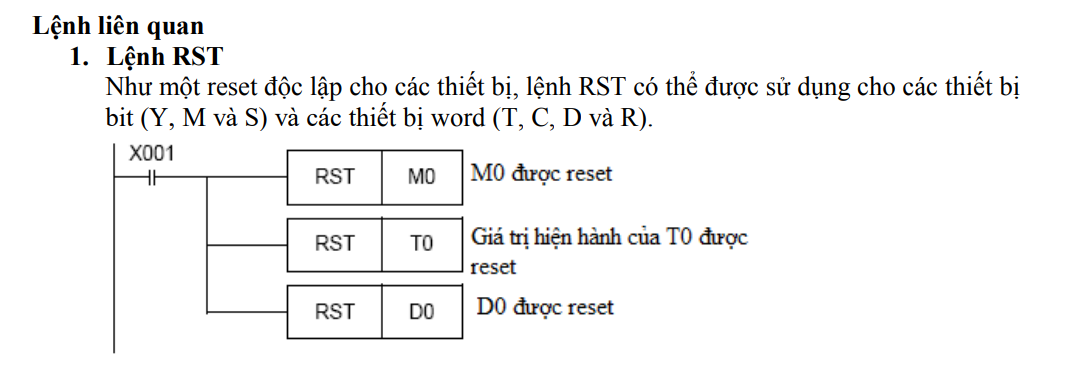 Lệnh liên quan
1. Lệnh RST
Như một reset độc lập cho các thiết bị, lệnh RST có thể được sử dụng cho các thiết bị
bit (Y, M và S) và các thiết bị word (T, C, D và R).
X001
RST M0 M0 được reset
RST T0 Giá trị hiện hành của T0 được
reset
RST D0 D0 được reset